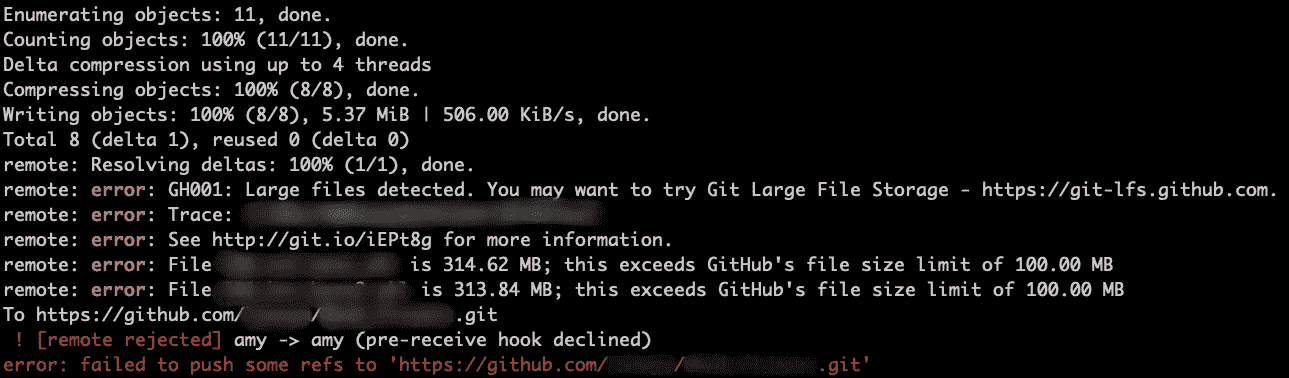 Enumerating objects: 11, done.
Counting objects: 100% (11/11), done.
Delta compression using up to 4 threads
Compressing objects: 100% (8/8), done.
Writing objects: 100% (8/8), 5.37 MiB | 506.00 KiB/s, done.
Total 8 (delta 1), reused 0 (delta 0)
remote: Resolving deltas: 100% (1/1), done.
remote: error: GH001: Large files detected. You may want to try Git Large File Storage - https://git-lfs.github.com.
remote: error: Trace:
remote: error: See http://git.io/iEPt8g for more information.
remote: error: File is 314.62 MB; this exceeds GitHub's file size limit of 100.00 MB
remote: error: File is 313.84 MB; this exceeds GitHub's file size limit of 100.00 MB
To https://github.com/ / .git
! [remote rejected] amy -> amy (pre-receive hook declined)
error: failed to push some refs to 'https://github.com/ / .git'